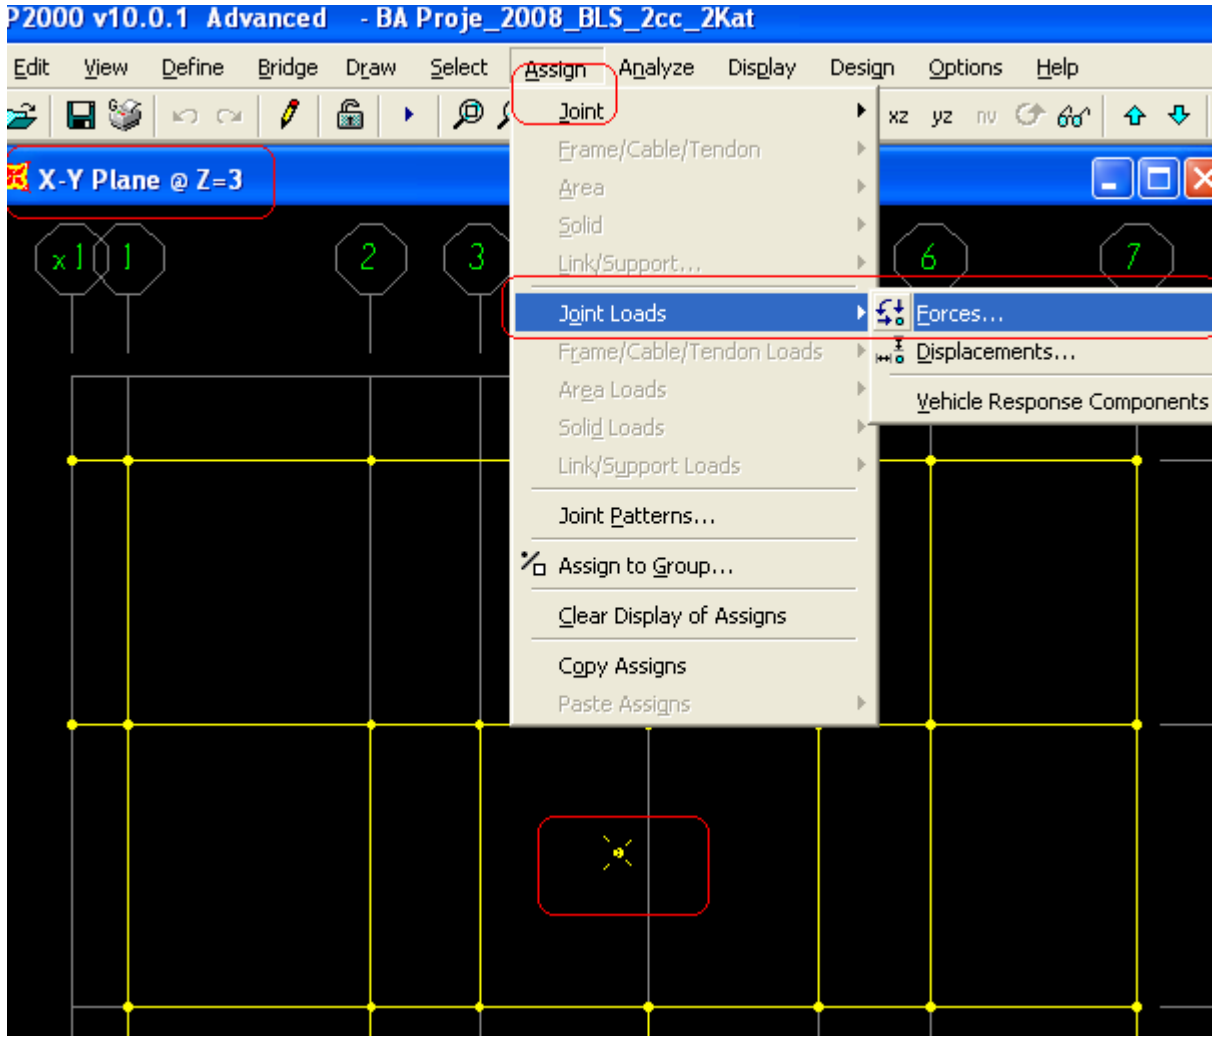 P2000 v10.0.1 Advanced - BA Proje_2008_BLS_2cc_2Kat
Edit View Define Bridge Draw Select Assign Analyze Display Design Options Help
xz yz nv
X-Y Plane @ Z=3
Joint
Frame/Cable/Tendon
Area
Solid
Link/Support...
Joint Loads
Frame/Cable/Tendon Loads
Area Loads
Solid Loads
Link/Support Loads
Joint Patterns...
Assign to Group...
Clear Display of Assigns
Copy Assigns
Paste Assigns
Forces...
Displacements...
Vehicle Response Components
x1 1 2 3 6 7